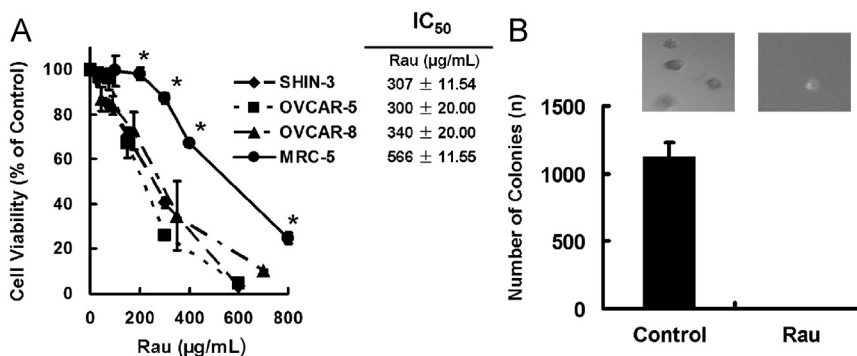 A
IC50
Rau (µg/mL)
SHIN-3 307 ± 11.54
OVCAR-5 300 ± 20.00
OVCAR-8 340 ± 20.00
MRC-5 566 ± 11.55
* * * *
Cell Viability (% of Control)
120
100
80
60
40
20
0
0 200 400 600 800
Rau (µg/mL)
B
Number of Colonies (n)
1500
1000
500
0
Control Rau